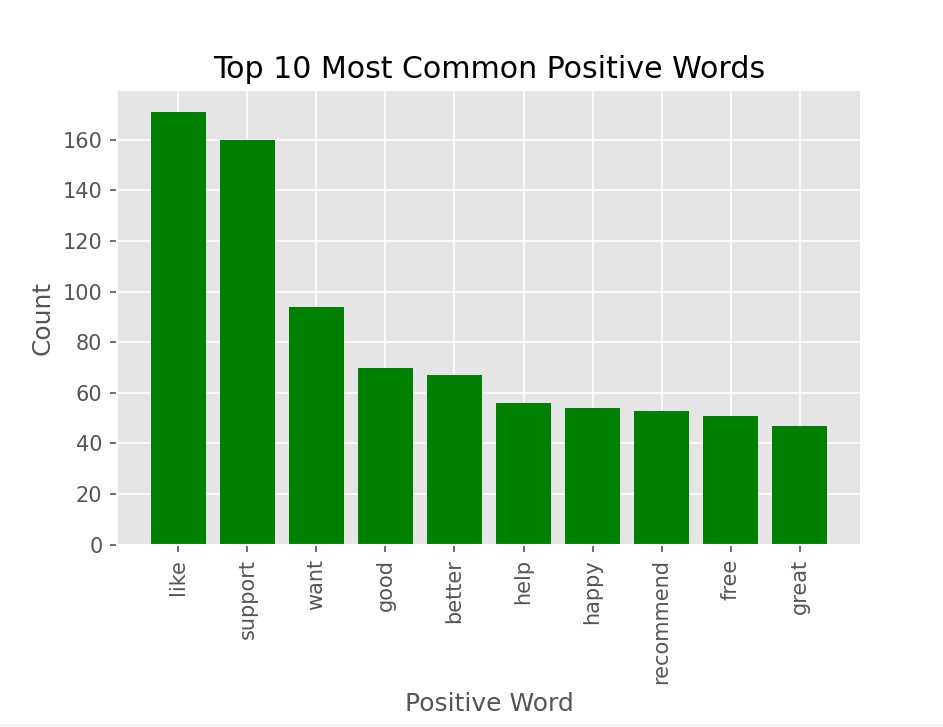 Top 10 Most Common Positive Words
160
140
120
100
80
60
40
20
0
Count
like
support
want
good
better
help
happy
recommend
free
great
Positive Word